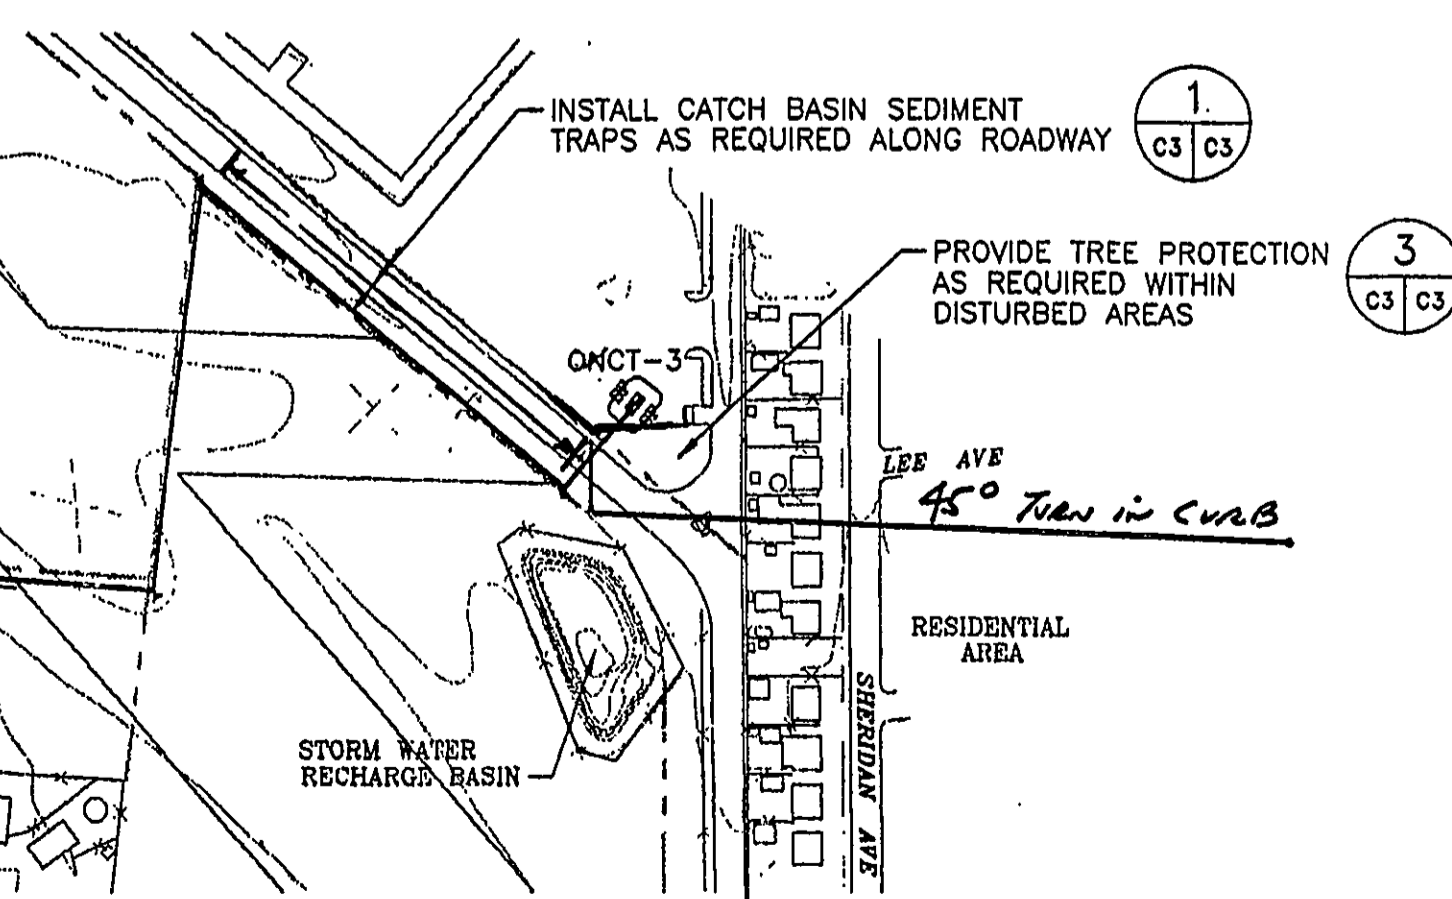 INSTALL CATCH BASIN SEDIMENT
TRAPS AS REQUIRED ALONG ROADWAY
1.
C3 C3
PROVIDE TREE PROTECTION
AS REQUIRED WITHIN
DISTURBED AREAS
3
C3 C3
ONCT-3
LEE AVE
45° TURN IN CURB
RESIDENTIAL
AREA
SHERIDAN AVE
STORM WATER
RECHARGE BASIN